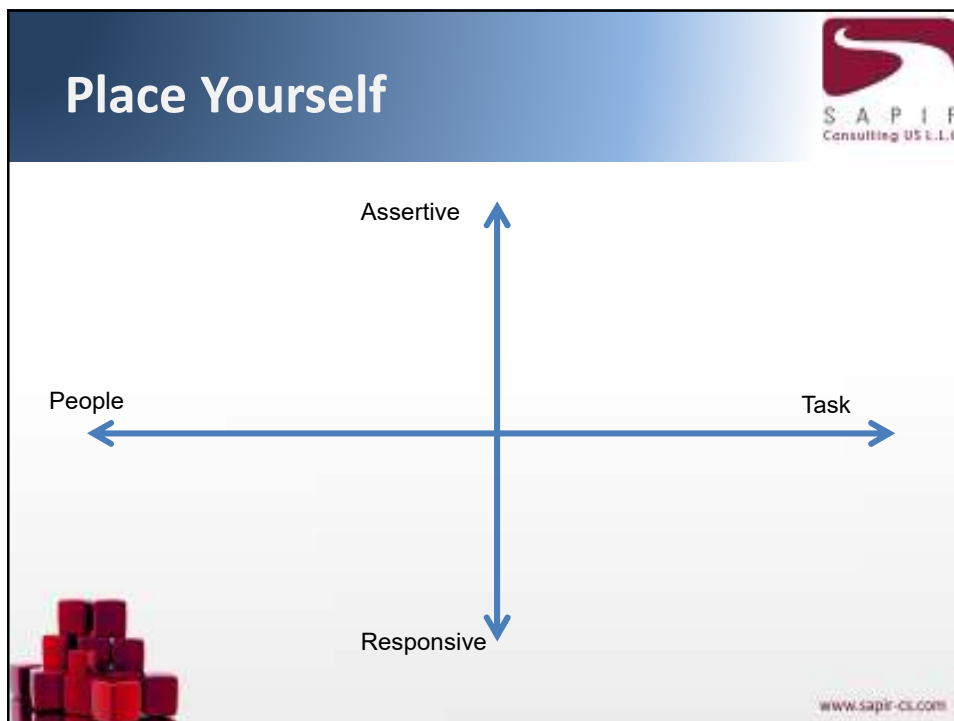 Place Yourself
S A P I R
Consulting US L.L.C
Assertive
People
Task
Responsive
www.sapir-cs.com